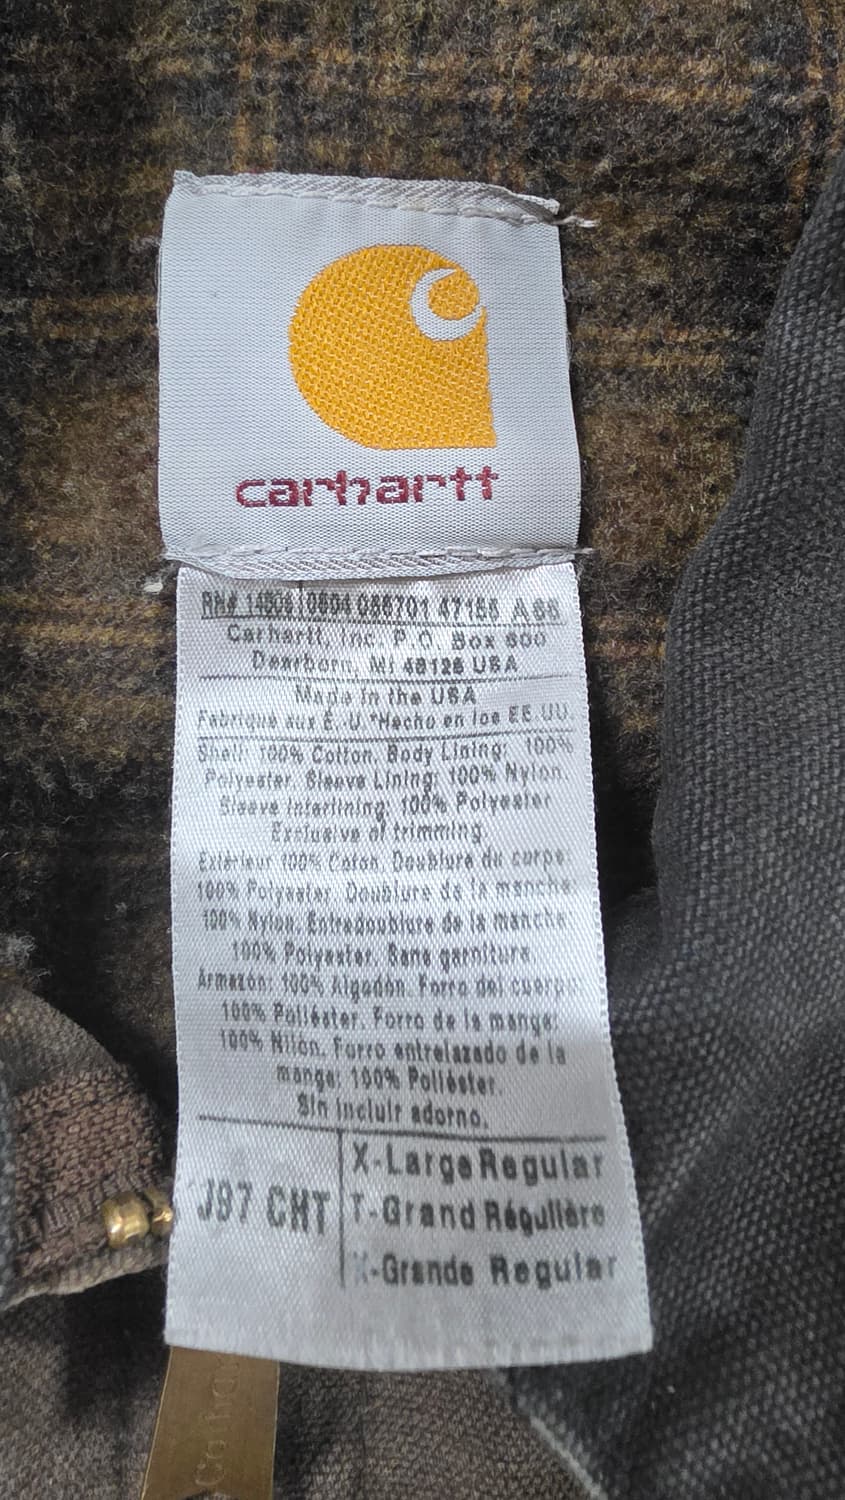 carhartt
RN# 14806 0604 086701 47155 A66
Carhartt, Inc. P.O. Box 600
Dearborn, MI 48126 USA
Made in the USA
Fabriqué aux É.-U *Hecho en los EE.UU.
Shell: 100% Cotton. Body Lining: 100%
Polyester. Sleeve Lining: 100% Nylon.
Sleeve Interlining: 100% Polyester
Exclusive of trimming.
Extérieur 100% Coton. Doublure du corps:
100% Polyester. Doublure de la manche:
100% Nylon. Entredoublure de la manche:
100% Polyester. Sans garniture.
Armazón: 100% Algodón. Forro del cuerpo:
100% Poliéster. Forro de la manga:
100% Nilón. Forro entrelazado de la
manga: 100% Poliéster.
Sin incluir adorno.
J97 CHT
X-Large Regular
T-Grand Régulière
X-Grande Regular